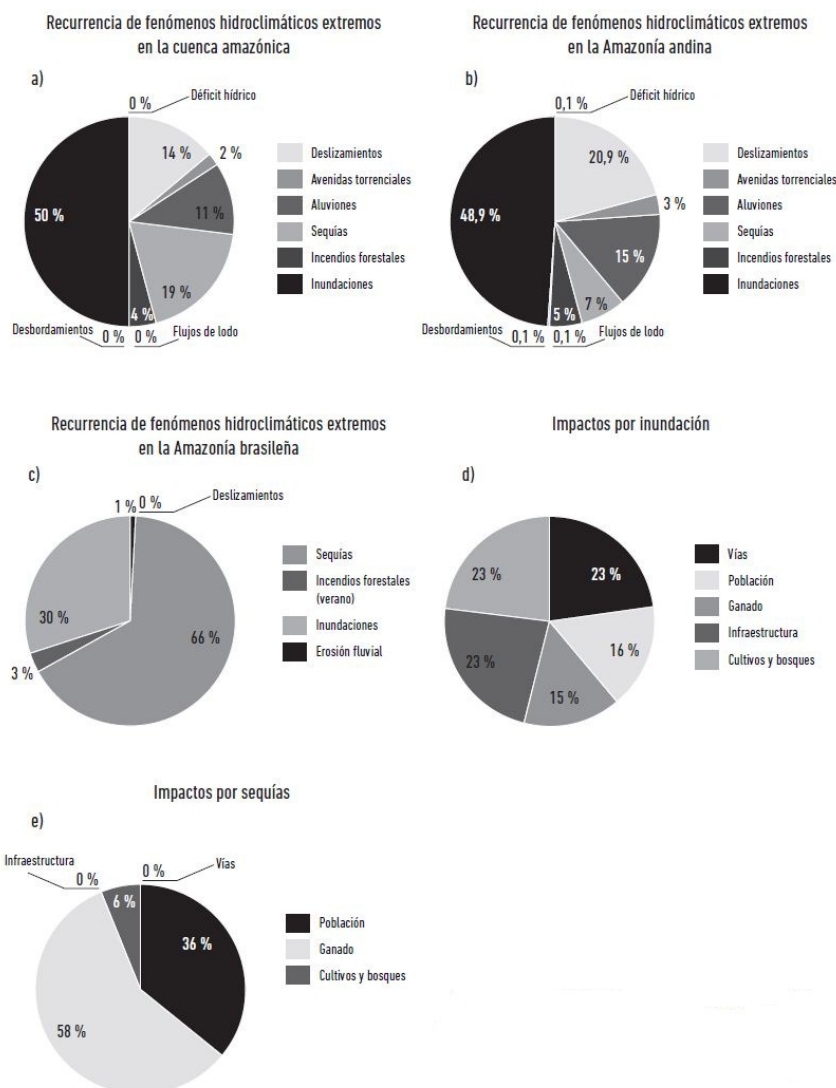 Recurrencia de fenómenos hidroclimáticos extremos
en la cuenca amazónica
a)
0 %
Déficit hídrico
14 %
2 %
11 %
19 %
4 %
50 %
Desbordamientos
0 %
0 %
Flujos de lodo
Deslizamientos
Avenidas torrenciales
Aluviones
Sequías
Incendios forestales
Inundaciones
Recurrencia de fenómenos hidroclimáticos extremos
en la Amazonía andina
b)
0,1 %
Déficit hídrico
20,9 %
3 %
15 %
7 %
5 %
48,9 %
Desbordamientos
0,1 %
0,1 %
Flujos de lodo
Deslizamientos
Avenidas torrenciales
Aluviones
Sequías
Incendios forestales
Inundaciones
Recurrencia de fenómenos hidroclimáticos extremos
en la Amazonía brasileña
c)
1 %
0 %
Deslizamientos
30 %
66 %
3 %
Sequías
Incendios forestales
(verano)
Inundaciones
Erosión fluvial
Impactos por inundación
d)
23 %
23 %
16 %
23 %
15 %
Vías
Población
Ganado
Infraestructura
Cultivos y bosques
Impactos por sequías
e)
Infraestructura
0 %
0 %
Vías
6 %
36 %
58 %
Población
Ganado
Cultivos y bosques